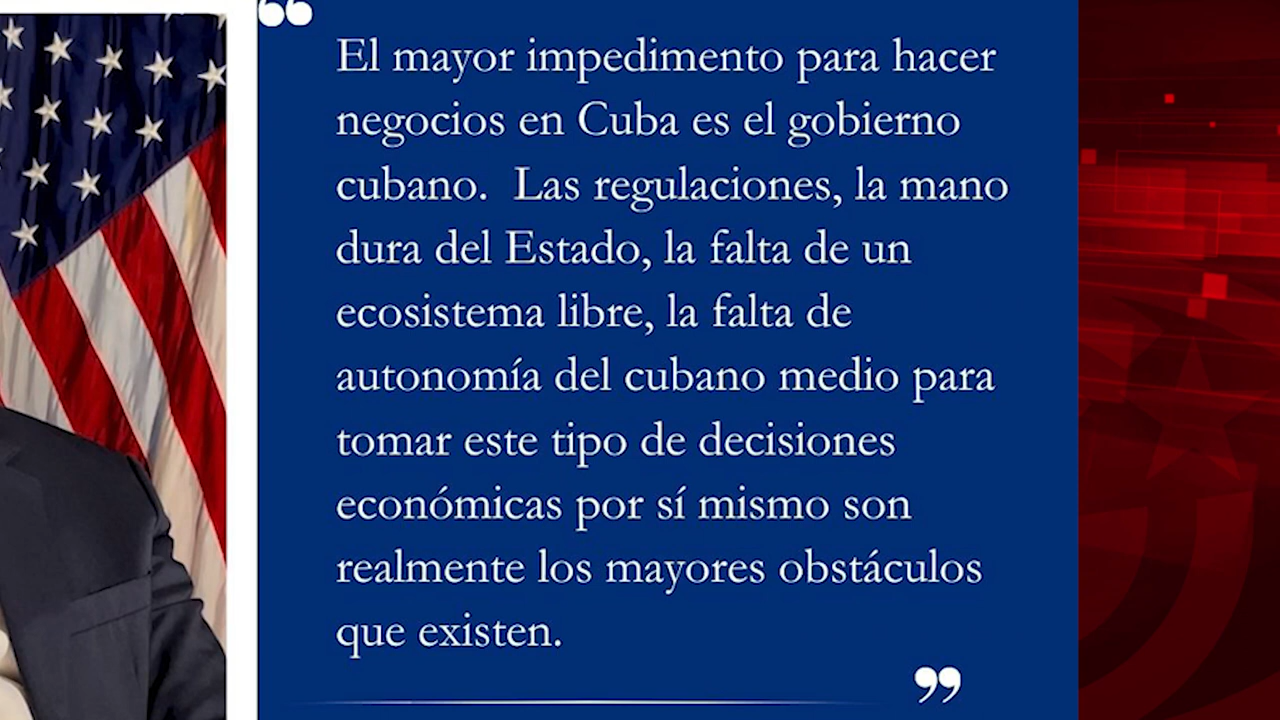 “
El mayor impedimento para hacer
negocios en Cuba es el gobierno
cubano.  Las regulaciones, la mano
dura del Estado, la falta de un
ecosistema libre, la falta de
autonomía del cubano medio para
tomar este tipo de decisiones
económicas por sí mismo son
realmente los mayores obstáculos
que existen.
”